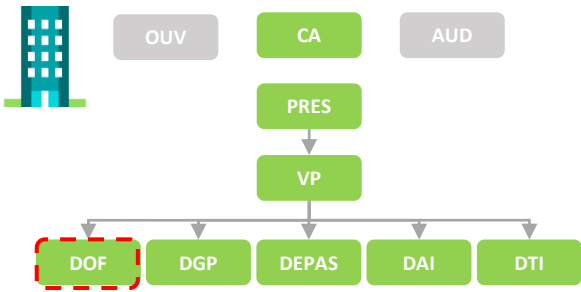 OUV CA AUD
PRES
VP
DOF DGP DEPAS DAI DTI